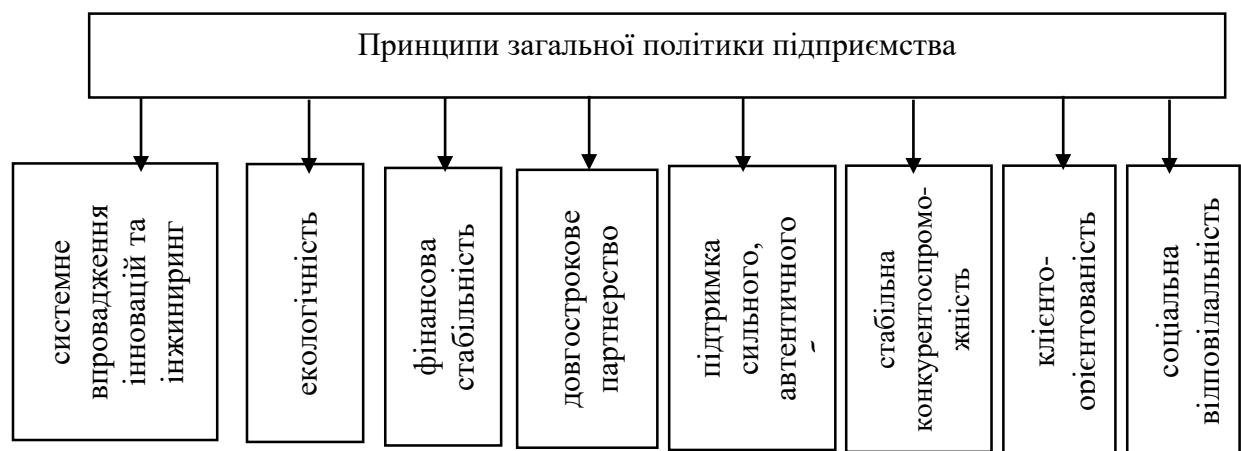 Принципи загальної політики підприємства
системне
впровадження
інновацій та
інжиниринг
екологічність
фінансова
стабільність
довгострокове
партнерство
підтримка
сильного,
автентичного
стабільна
конкурентоспромо-
жність
клієнто-
орієнтованість
соціальна
відповідальність